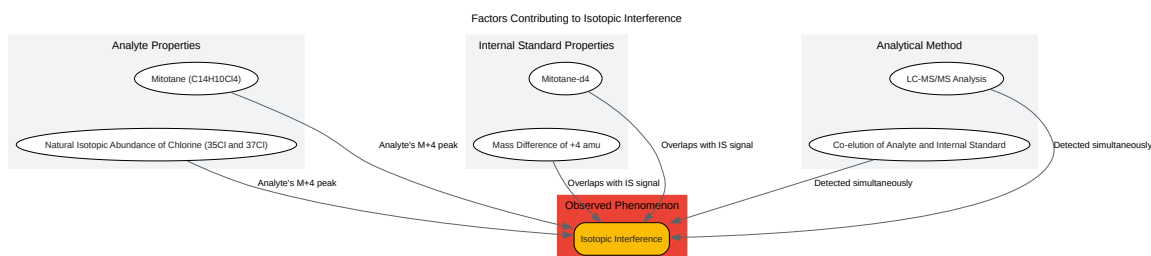 Factors Contributing to Isotopic Interference
Analyte Properties
Internal Standard Properties
Analytical Method
Mitotane (C14H10Cl4)
Mitotane-d4
LC-MS/MS Analysis
Natural Isotopic Abundance of Chlorine (35Cl and 37Cl)
Analyte's M+4 peak
Mass Difference of +4 amu
Overlaps with IS signal
Co-elution of Analyte and Internal Standard
Detected simultaneously
Analyte's M+4 peak
Overlaps with IS signal
Detected simultaneously
Observed Phenomenon
Isotopic Interference